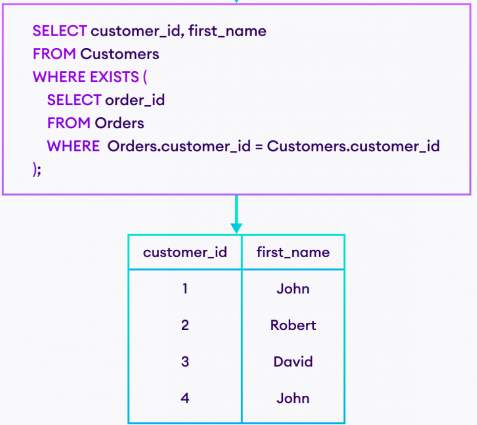 SELECT customer_id, first_name
FROM Customers
WHERE EXISTS (
SELECT order_id
FROM Orders
WHERE Orders.customer_id = Customers.customer_id
);
customer_id first_name
1 John
2 Robert
3 David
4 John